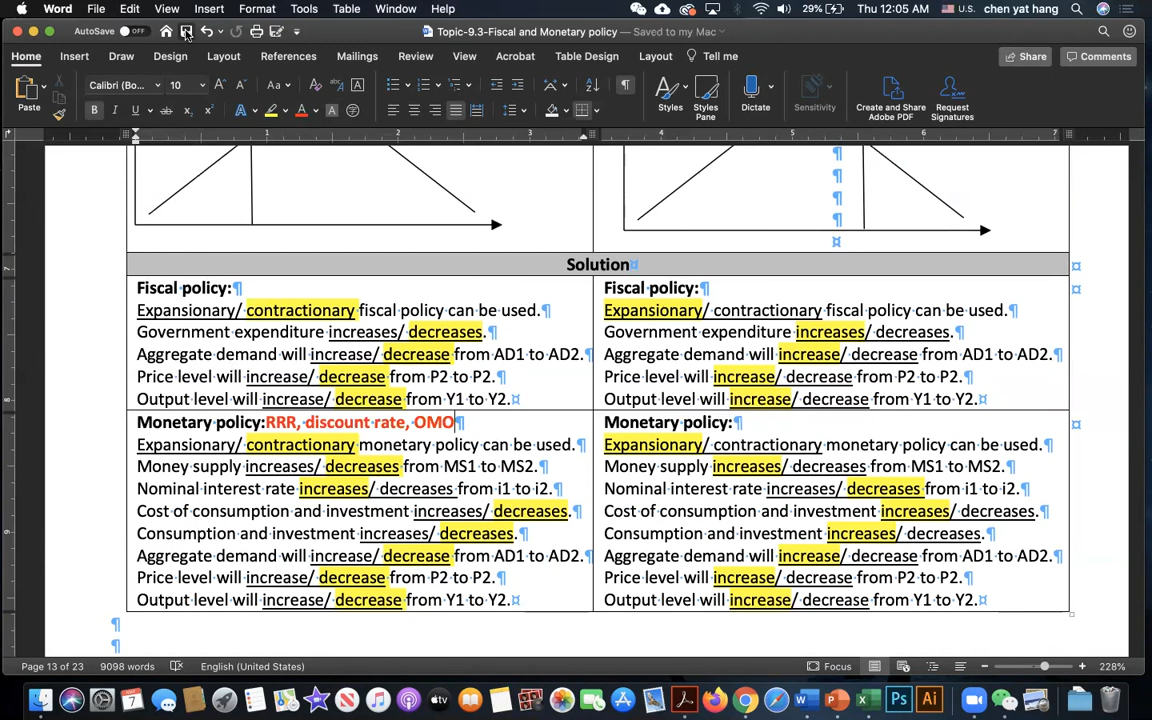 Word File Edit View Insert Format Tools Table Window Help 29% Thu 12:05 AM U.S. chen yat hang
AutoSave OFF Topic-9.3-Fiscal and Monetary policy — Saved to my Mac
Home Insert Draw Design Layout References Mailings Review View Acrobat Table Design Layout Tell me Share Comments
Paste Calibri (Bo... 10 Styles Styles Pane Dictate Sensitivity Create and Share Adobe PDF Request Signatures
1 2 3 4 5 6 7
Solution
Fiscal policy:
Expansionary/ contractionary fiscal policy can be used.
Government expenditure increases/ decreases.
Aggregate demand will increase/ decrease from AD1 to AD2.
Price level will increase/ decrease from P2 to P2.
Output level will increase/ decrease from Y1 to Y2.
Fiscal policy:
Expansionary/ contractionary fiscal policy can be used.
Government expenditure increases/ decreases.
Aggregate demand will increase/ decrease from AD1 to AD2.
Price level will increase/ decrease from P2 to P2.
Output level will increase/ decrease from Y1 to Y2.
Monetary policy:RRR, discount rate, OMO
Expansionary/ contractionary monetary policy can be used.
Money supply increases/ decreases from MS1 to MS2.
Nominal interest rate increases/ decreases from i1 to i2.
Cost of consumption and investment increases/ decreases.
Consumption and investment increases/ decreases.
Aggregate demand will increase/ decrease from AD1 to AD2.
Price level will increase/ decrease from P2 to P2.
Output level will increase/ decrease from Y1 to Y2.
Monetary policy:
Expansionary/ contractionary monetary policy can be used.
Money supply increases/ decreases from MS1 to MS2.
Nominal interest rate increases/ decreases from i1 to i2.
Cost of consumption and investment increases/ decreases.
Consumption and investment increases/ decreases.
Aggregate demand will increase/ decrease from AD1 to AD2.
Price level will increase/ decrease from P2 to P2.
Output level will increase/ decrease from Y1 to Y2.
Page 13 of 23 9098 words English (United States) Focus 228%